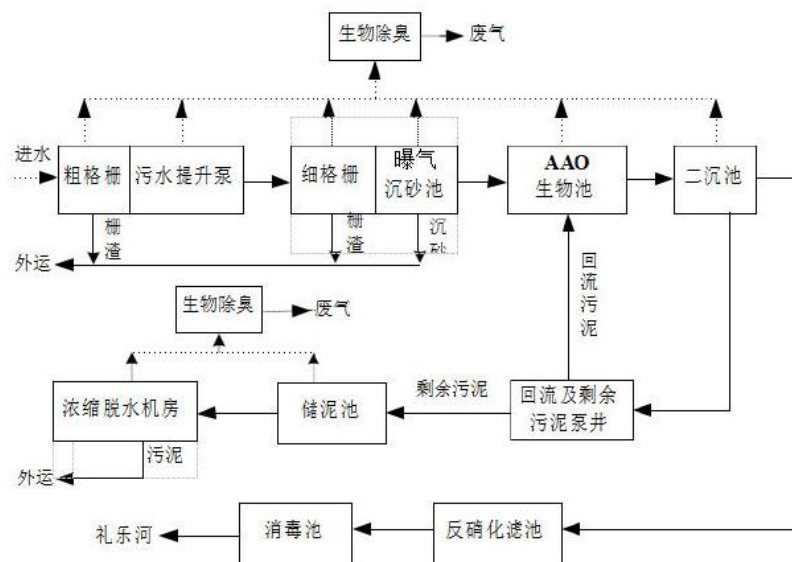 生物除臭
废气
进水
粗格栅
污水提升泵
细格栅
曝气
沉砂池
AAO
生物池
二沉池
栅渣
栅渣
沉砂
外运
回流污泥
生物除臭
废气
剩余污泥
浓缩脱水机房
储泥池
回流及剩余
污泥泵井
污泥
外运
礼乐河
消毒池
反硝化滤池